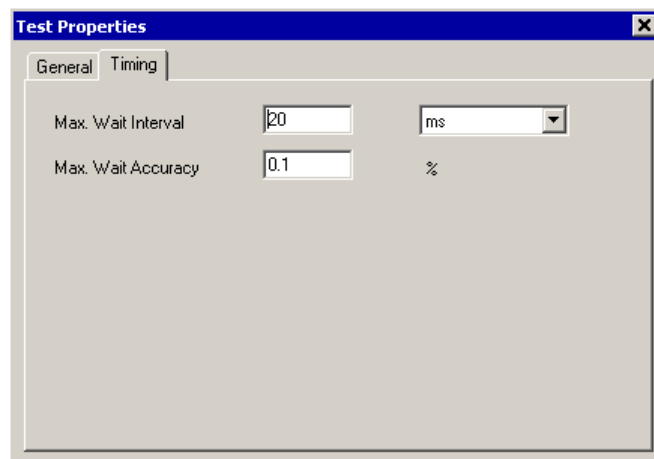 Test Properties
General Timing
Max. Wait Interval 20 ms
Max. Wait Accuracy 0.1 %